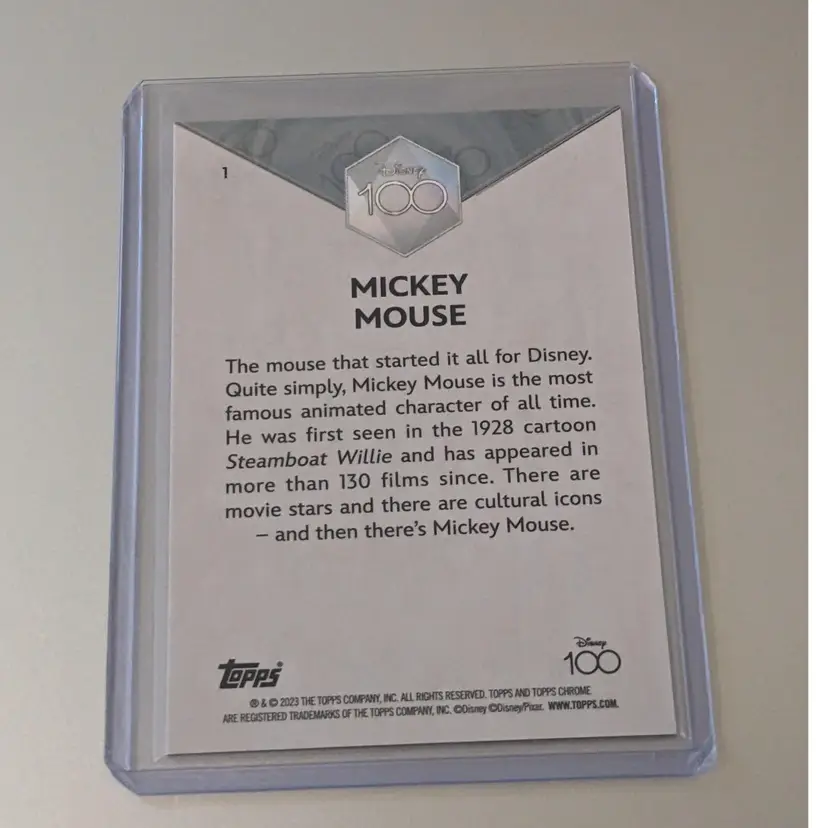 1
Disney
100
MICKEY
MOUSE
The mouse that started it all for Disney.
Quite simply, Mickey Mouse is the most
famous animated character of all time.
He was first seen in the 1928 cartoon
Steamboat Willie and has appeared in
more than 130 films since. There are
movie stars and there are cultural icons
– and then there's Mickey Mouse.
Topps®
Disney
100
® & © 2023 THE TOPPS COMPANY, INC. ALL RIGHTS RESERVED. TOPPS AND TOPPS CHROME
ARE REGISTERED TRADEMARKS OF THE TOPPS COMPANY, INC. ©Disney ©Disney/Pixar. WWW.TOPPS.COM.